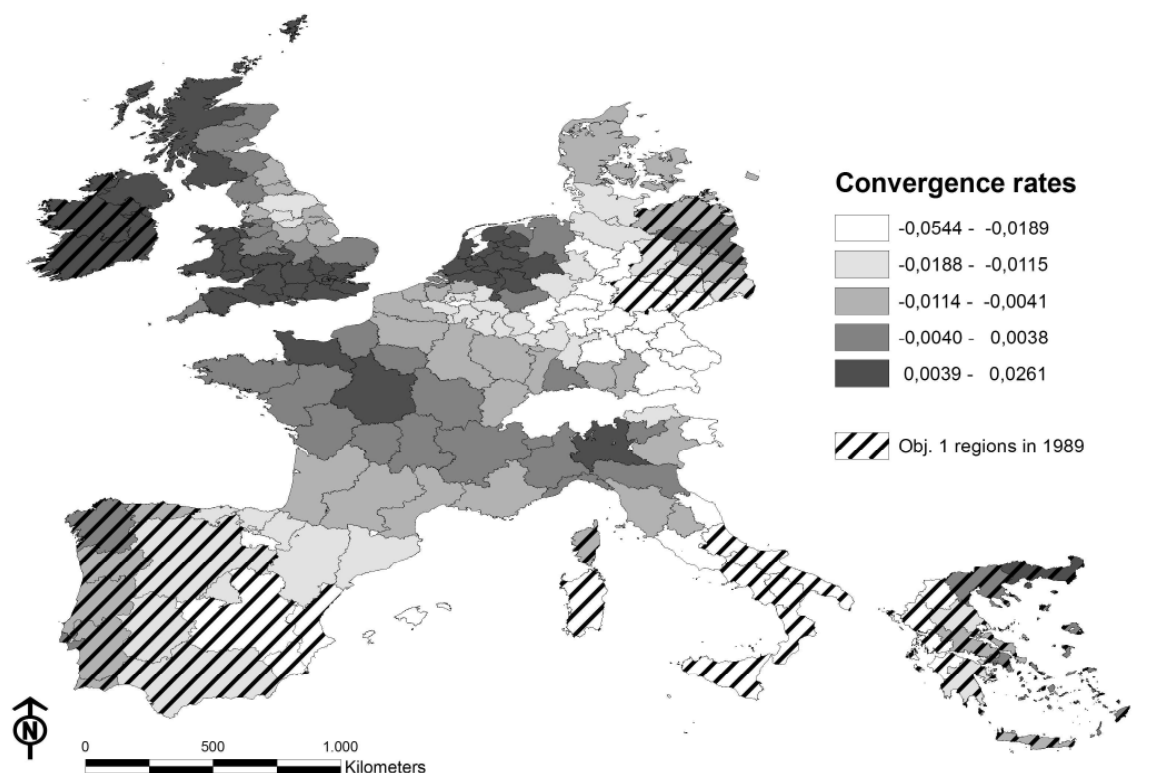 Convergence rates
-0,0544 - -0,0189
-0,0188 - -0,0115
-0,0114 - -0,0041
-0,0040 - 0,0038
0,0039 - 0,0261
Obj. 1 regions in 1989
N
0 500 1.000
Kilometers